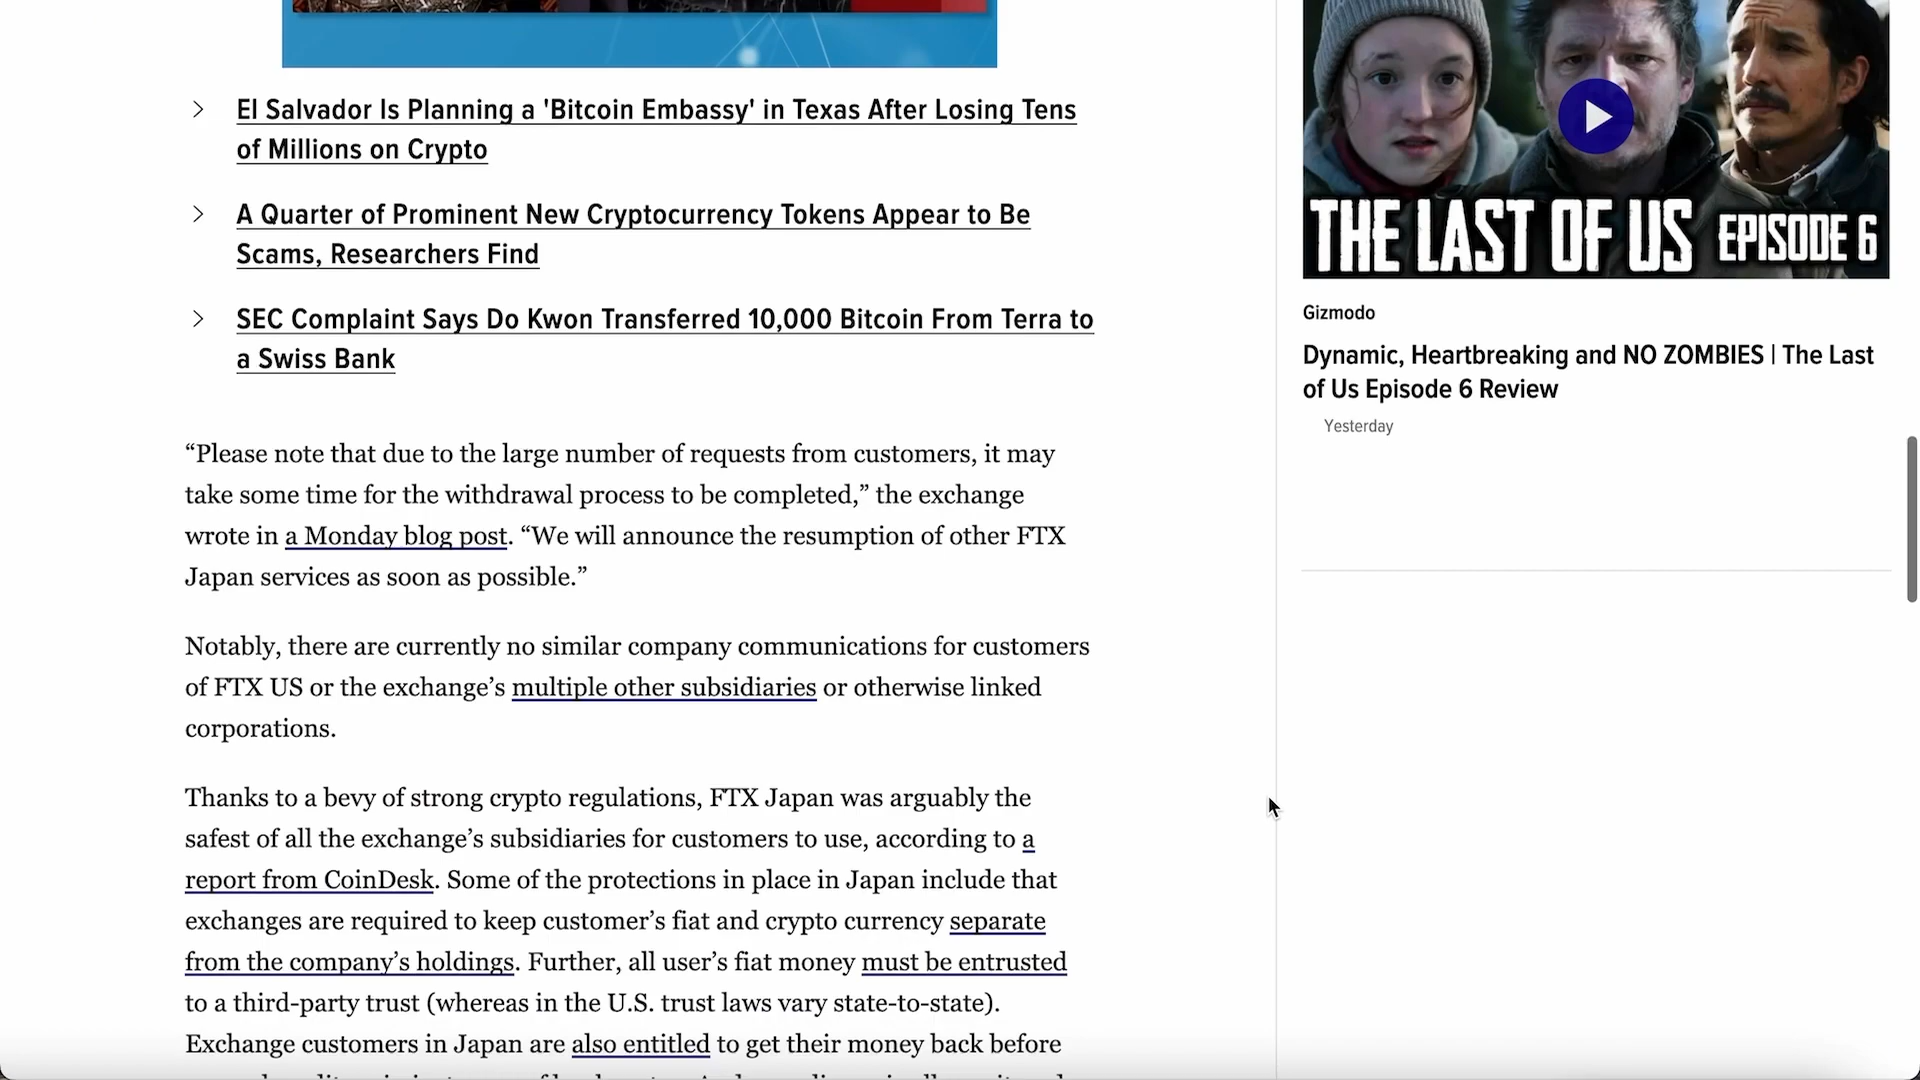 El Salvador Is Planning a 'Bitcoin Embassy' in Texas After Losing Tens
of Millions on Crypto
A Quarter of Prominent New Cryptocurrency Tokens Appear to Be
Scams, Researchers Find
SEC Complaint Says Do Kwon Transferred 10,000 Bitcoin From Terra to
a Swiss Bank
“Please note that due to the large number of requests from customers, it may
take some time for the withdrawal process to be completed,” the exchange
wrote in a Monday blog post. “We will announce the resumption of other FTX
Japan services as soon as possible.”
Notably, there are currently no similar company communications for customers
of FTX US or the exchange’s multiple other subsidiaries or otherwise linked
corporations.
Thanks to a bevy of strong crypto regulations, FTX Japan was arguably the
safest of all the exchange’s subsidiaries for customers to use, according to a
report from CoinDesk. Some of the protections in place in Japan include that
exchanges are required to keep customer’s fiat and crypto currency separate
from the company’s holdings. Further, all user’s fiat money must be entrusted
to a third-party trust (whereas in the U.S. trust laws vary state-to-state).
Exchange customers in Japan are also entitled to get their money back before
THE LAST OF US EPISODE 6
Gizmodo
Dynamic, Heartbreaking and NO ZOMBIES | The Last
of Us Episode 6 Review
Yesterday